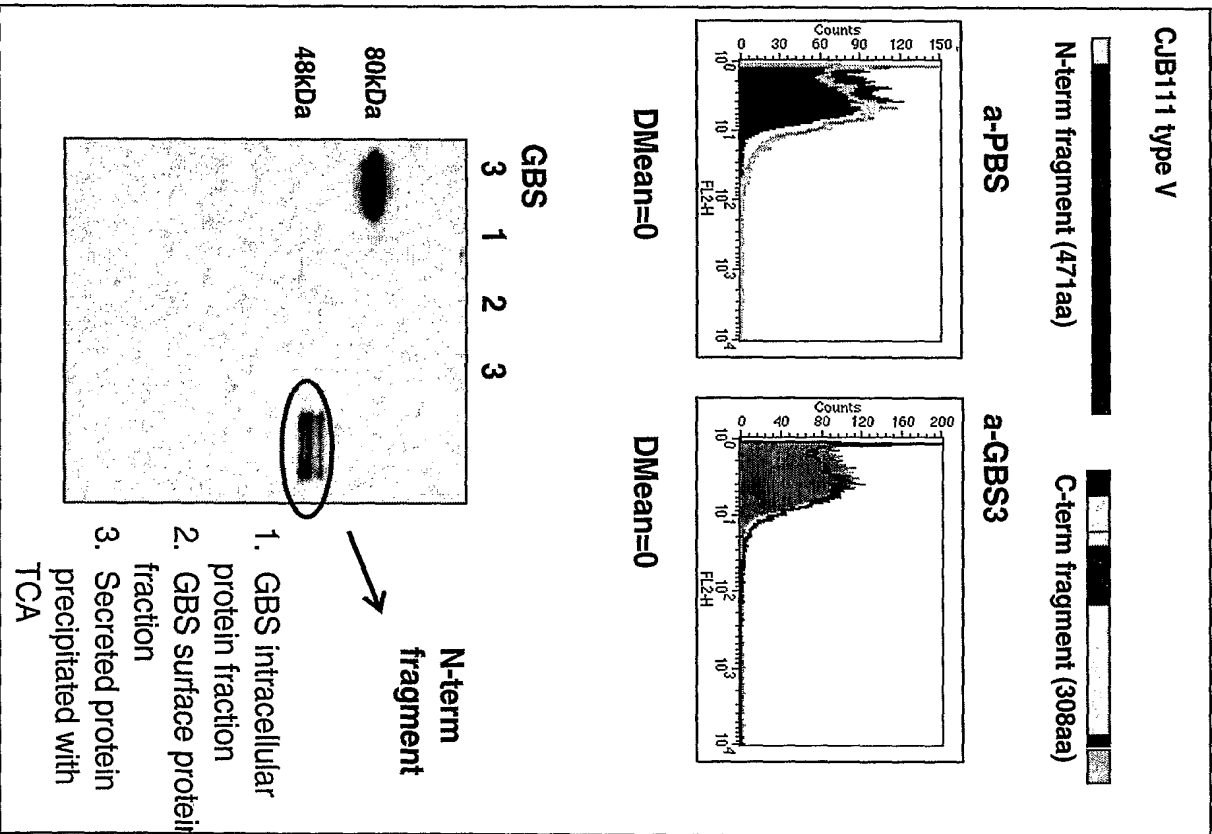 CJB111 type V
N-term fragment (471aa)
C-term fragment (308aa)
a-PBS
a-GBS3
Counts
0 30 60 90 120 150
10^0 10^1 10^2 10^3 10^4
FL2-H
Counts
0 40 80 120 160 200
10^0 10^1 10^2 10^3 10^4
FL2-H
DMean=0
DMean=0
GBS
3 1 2 3
80kDa
48kDa
N-term
fragment
1. GBS intracellular
protein fraction
2. GBS surface protein
fraction
3. Secreted protein
precipitated with
TCA